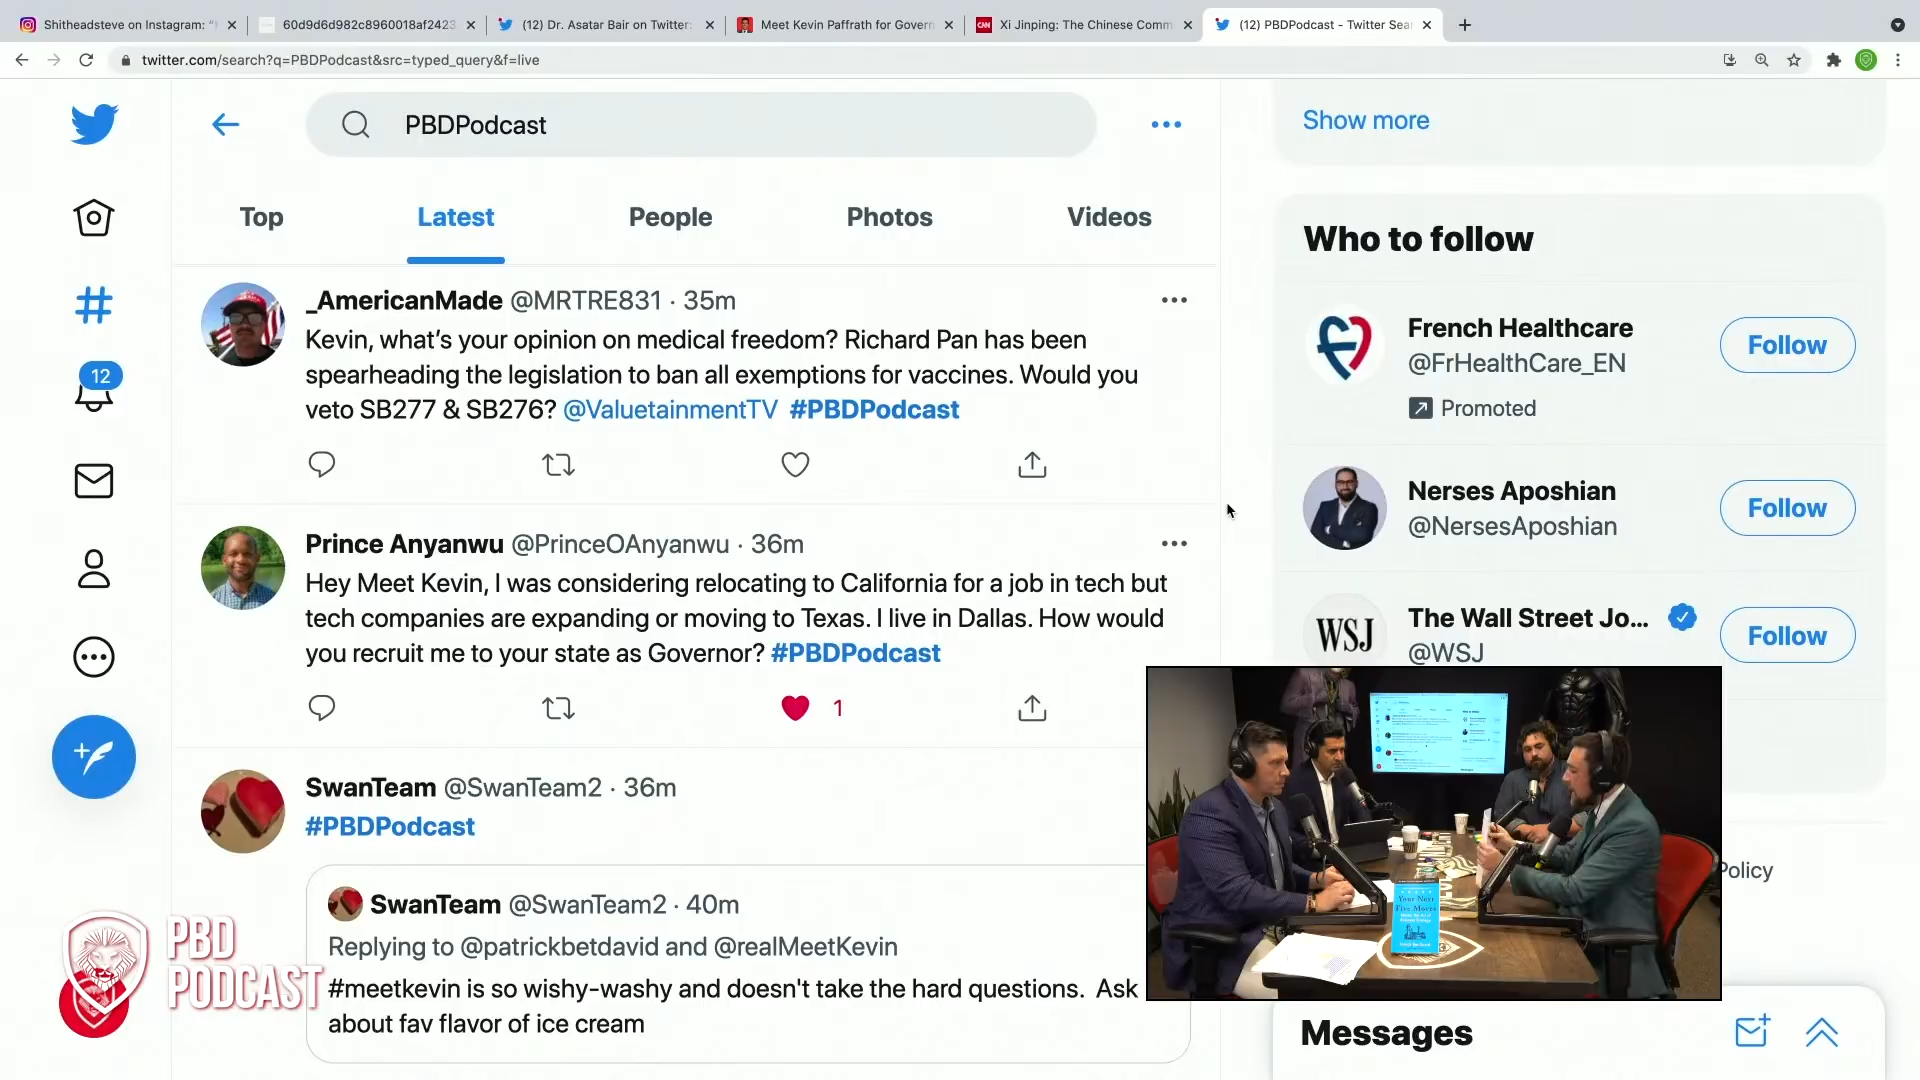 Shitheadsteve on Instagram: "
60d9d6d982c8960018af2423
(12) Dr. Asatar Bair on Twitter:
Meet Kevin Paffrath for Govern
CNN
Xi Jinping: The Chinese Comm
(12) PBDPodcast - Twitter Sear
twitter.com/search?q=PBDPodcast&src=typed_query&f=live
PBDPodcast
Show more
Top
Latest
People
Photos
Videos
12
_AmericanMade @MRTRE831 · 35m
Kevin, what's your opinion on medical freedom? Richard Pan has been
spearheading the legislation to ban all exemptions for vaccines. Would you
veto SB277 & SB276? @ValuetainmentTV #PBDPodcast
Prince Anyanwu @PrinceOAnyanwu · 36m
Hey Meet Kevin, I was considering relocating to California for a job in tech but
tech companies are expanding or moving to Texas. I live in Dallas. How would
you recruit me to your state as Governor? #PBDPodcast
1
SwanTeam @SwanTeam2 · 36m
#PBDPodcast
SwanTeam @SwanTeam2 · 40m
Replying to @patrickbetdavid and @realMeetKevin
#meetkevin is so wishy-washy and doesn't take the hard questions. Ask
about fav flavor of ice cream
PBD
PODCAST
Who to follow
French Healthcare
@FrHealthCare_EN
Promoted
Follow
Nerses Aposhian
@NersesAposhian
Follow
WSJ
The Wall Street Jo...
@WSJ
Follow
Your Next
Five Moves
Policy
Messages